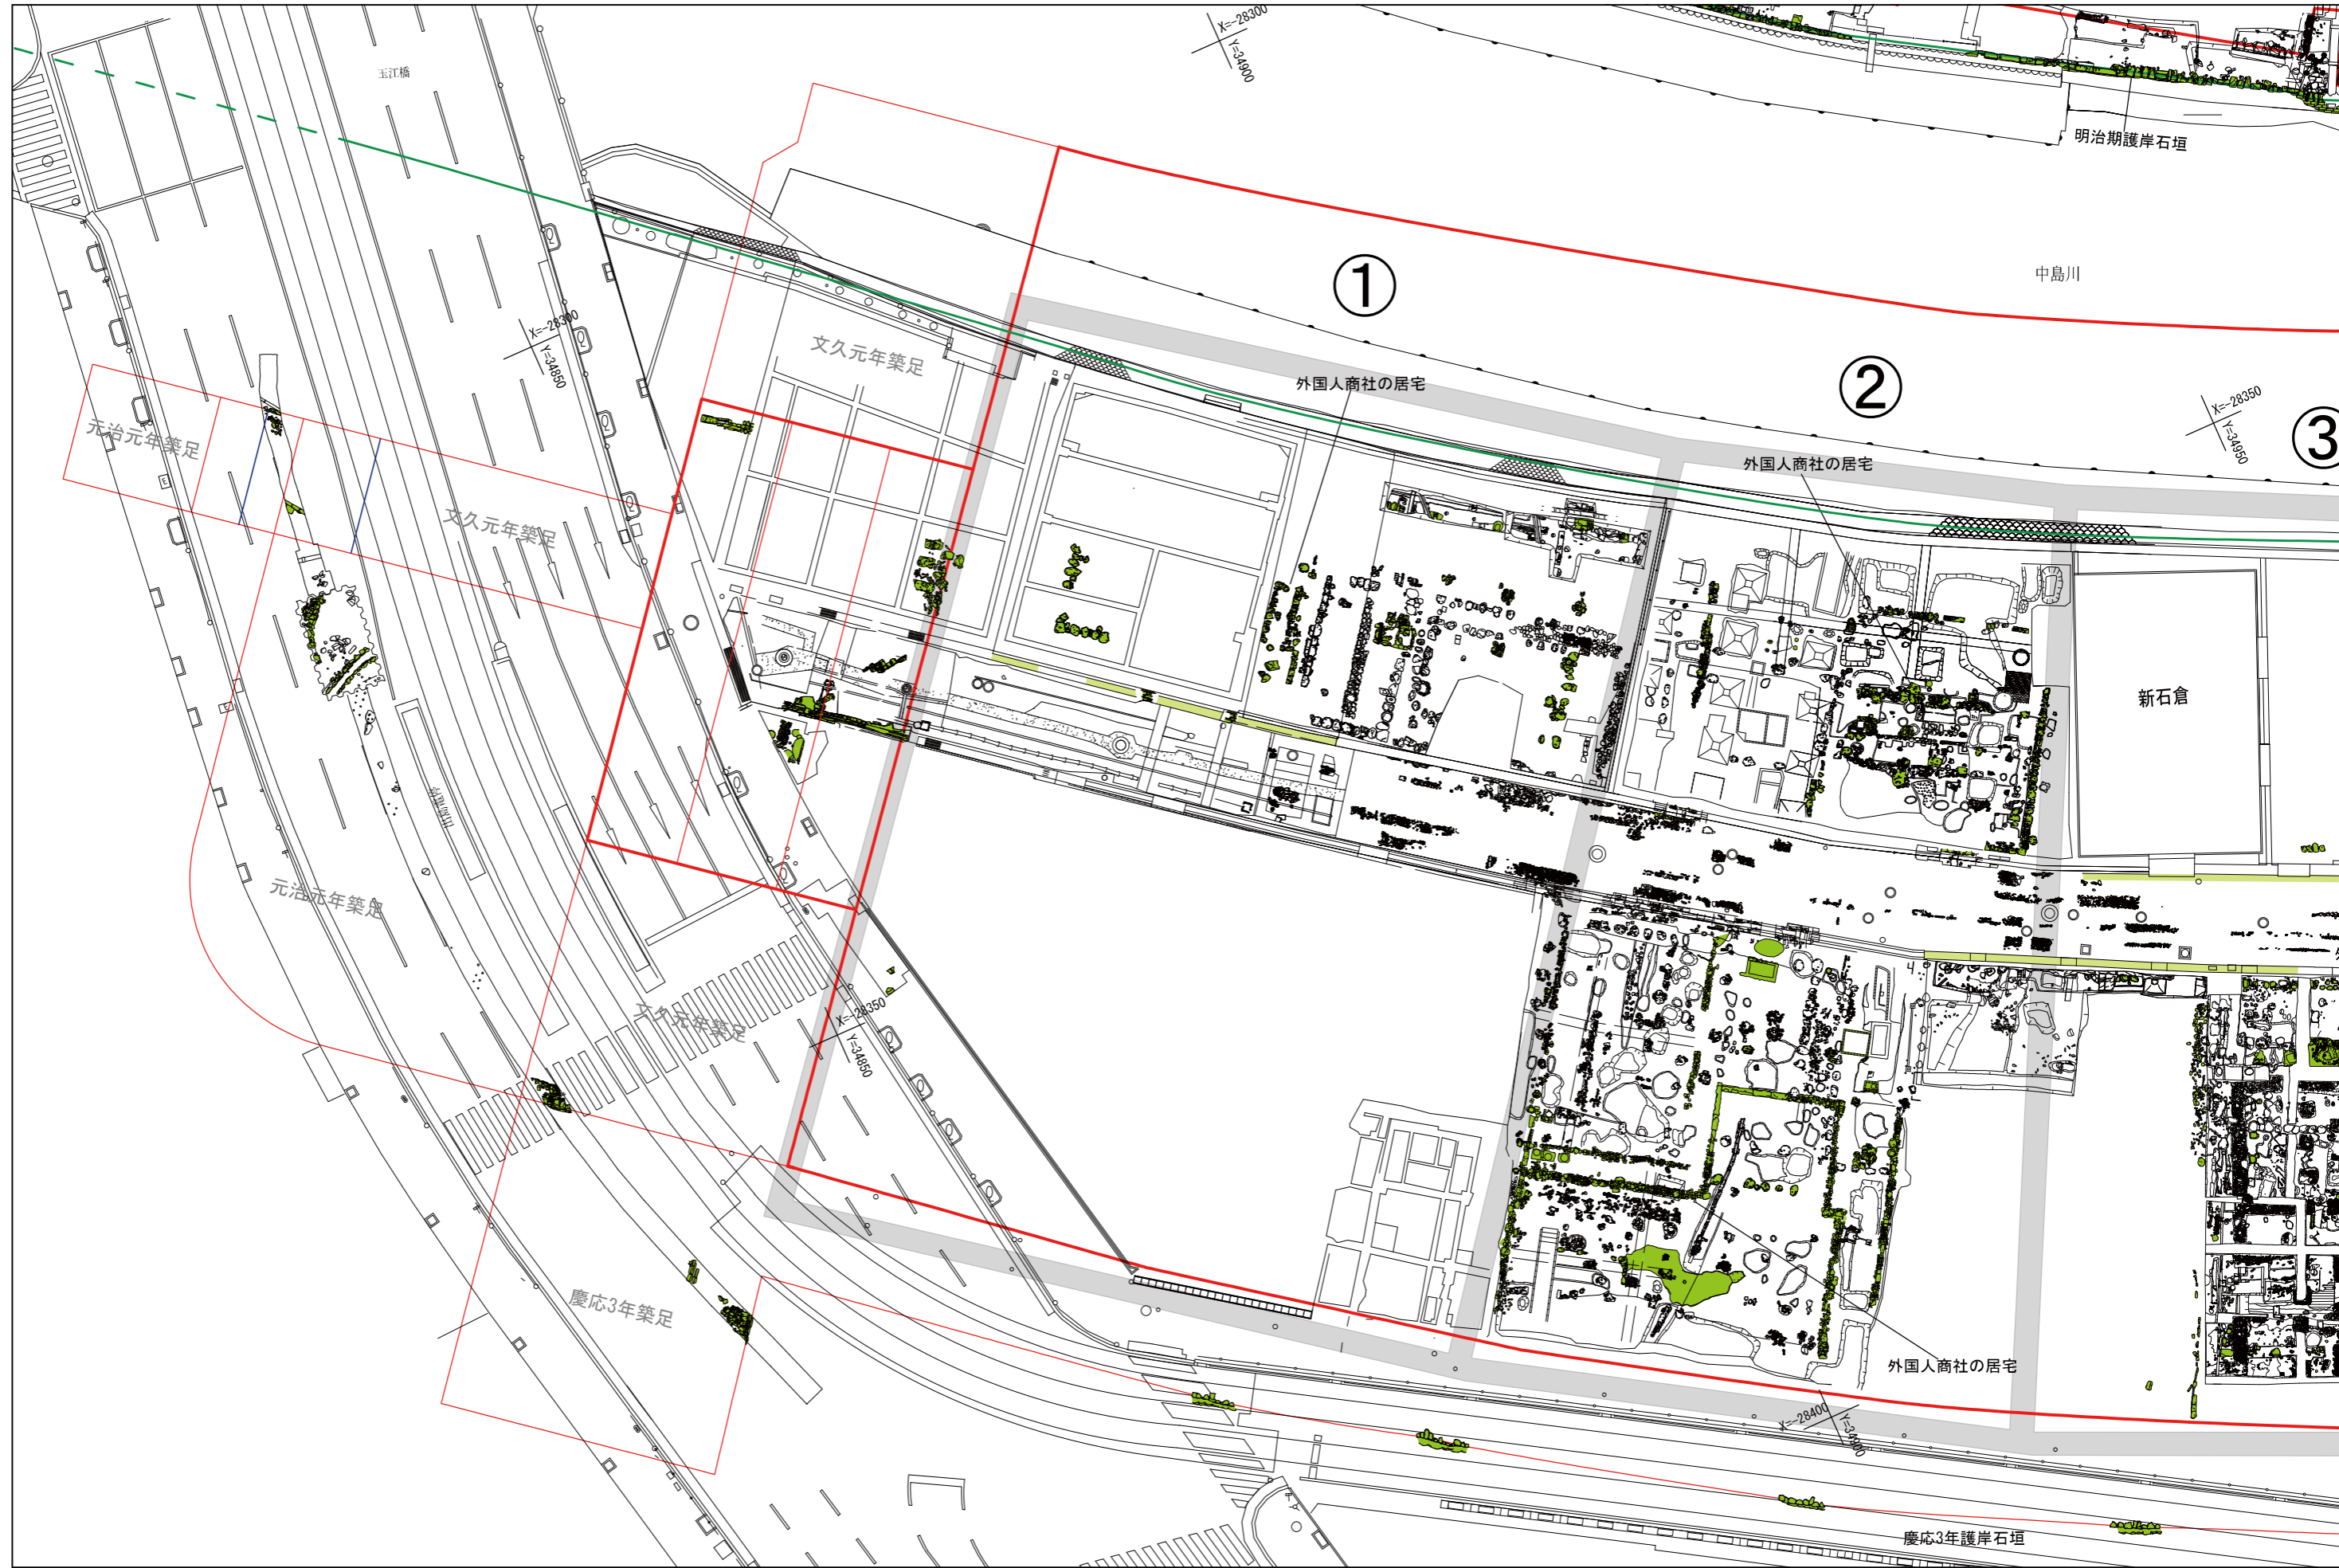 X=-28300
Y=34900
玉江橋
明治期護岸石垣
中島川
①
X=-28300
Y=34850
文久元年築足
外国人商社の居宅
②
外国人商社の居宅
X=-28350
Y=34950
③
元治元年築足
文久元年築足
新石倉
出島電停
元治元年築足
文久元年築足
X=-28350
Y=34850
慶応3年築足
外国人商社の居宅
X=-28400
Y=34900
慶応3年護岸石垣